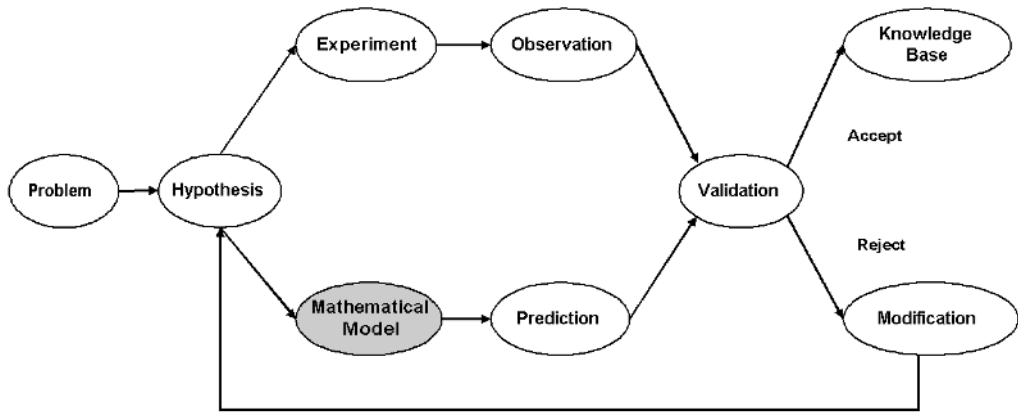 Experiment
Observation
Knowledge
Base
Accept
Problem
Hypothesis
Validation
Reject
Mathematical
Model
Prediction
Modification